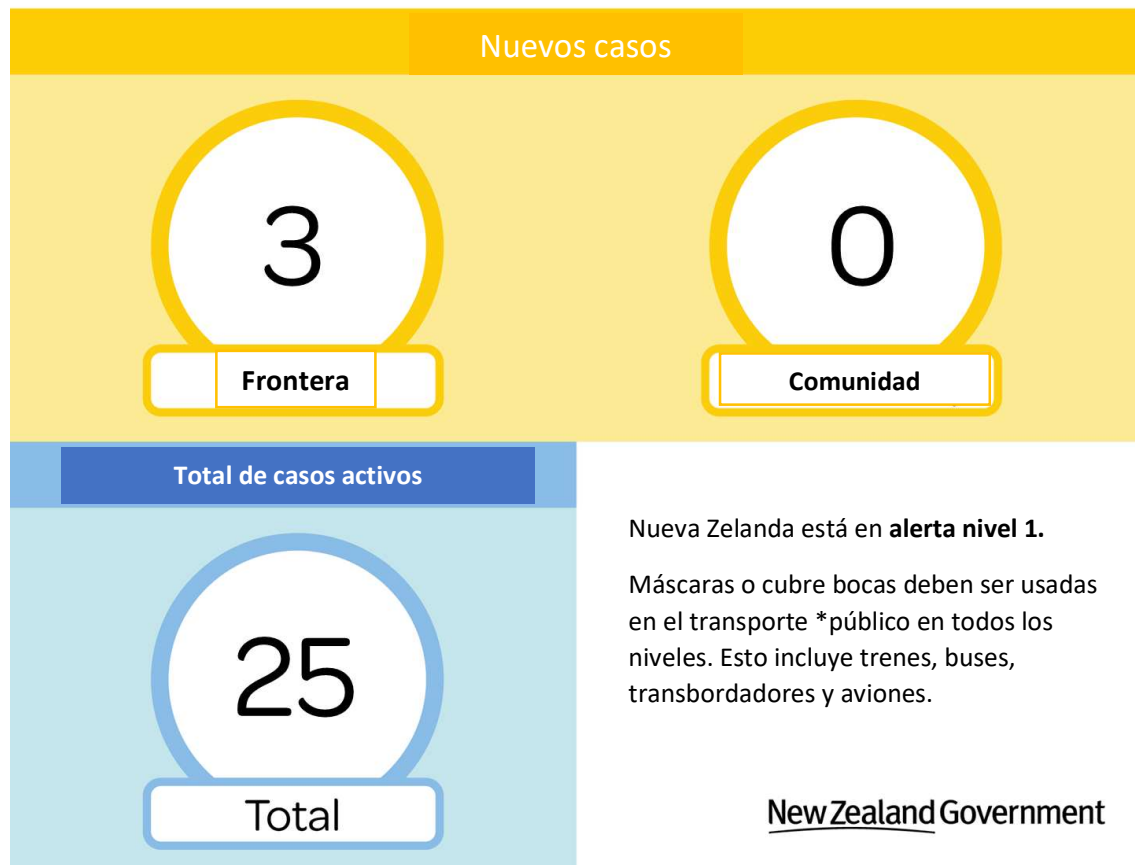 Nuevos casos
3
0
Frontera
Comunidad
Total de casos activos
25
Total
Nueva Zelanda está en alerta nivel 1.
Máscaras o cubre bocas deben ser usadas
en el transporte *público en todos los
niveles. Esto incluye trenes, buses,
transbordadores y aviones.
New Zealand Government